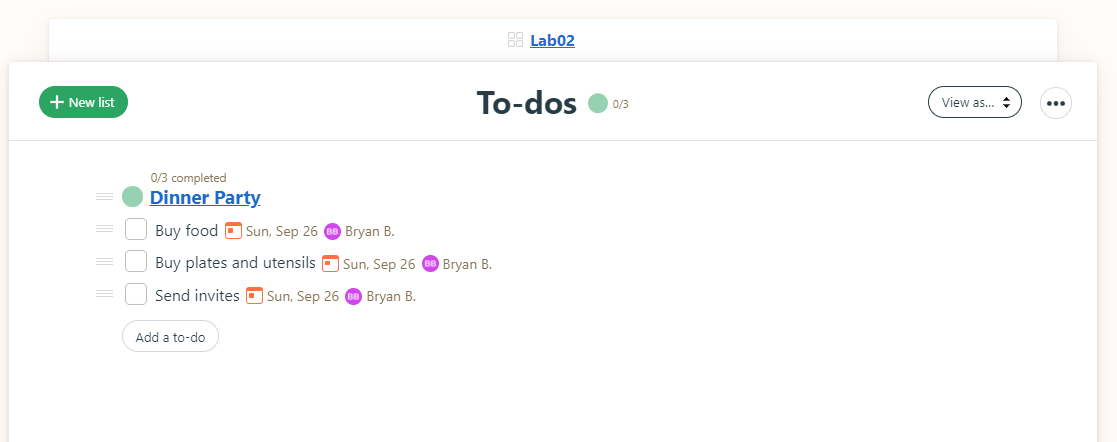 Lab02
New list
To-dos 0/3
View as...
0/3 completed
Dinner Party
Buy food Sun, Sep 26 BB Bryan B.
Buy plates and utensils Sun, Sep 26 BB Bryan B.
Send invites Sun, Sep 26 BB Bryan B.
Add a to-do